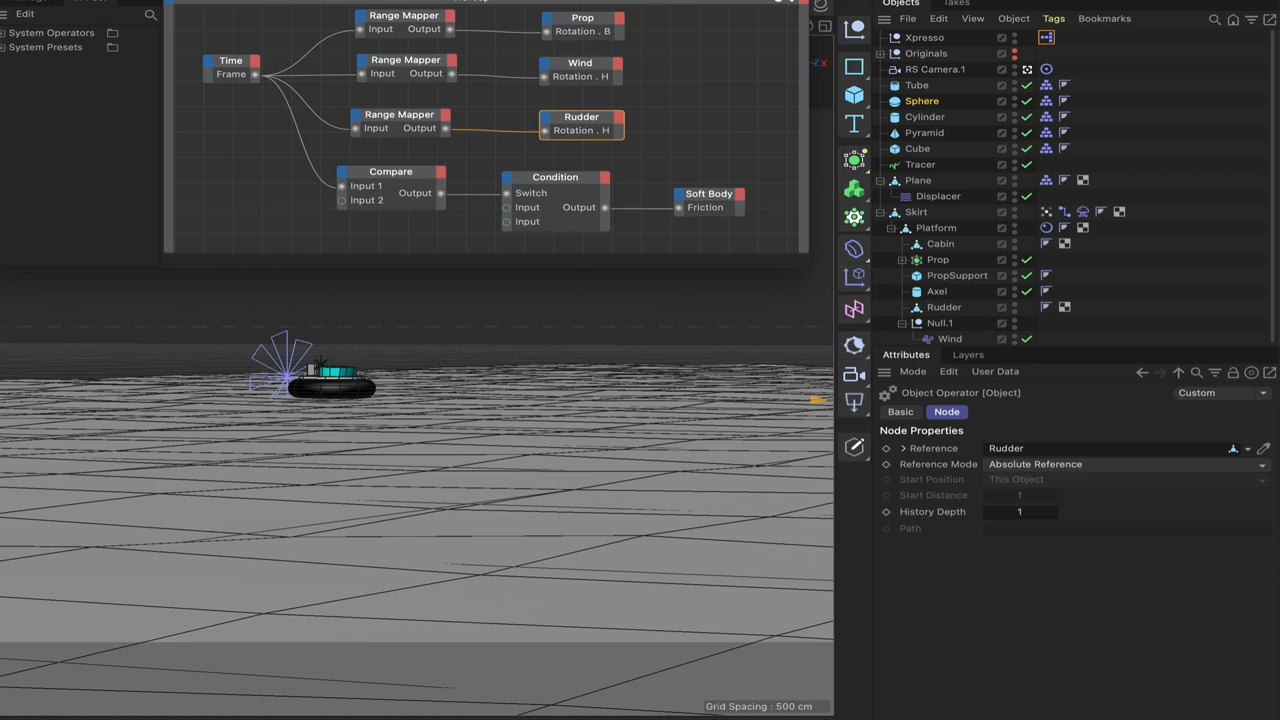 Edit
System Operators
System Presets
Time
Frame
Range Mapper
Input Output
Range Mapper
Input Output
Range Mapper
Input Output
Compare
Input 1
Input 2
Output
Prop
Rotation . B
Wind
Rotation . H
Rudder
Rotation . H
Condition
Switch
Input
Input
Output
Soft Body
Friction
ZX
Grid Spacing : 500 cm
Objects Takes
File Edit View Object Tags Bookmarks
Xpresso
Originals
RS Camera.1
Tube
Sphere
Cylinder
Pyramid
Cube
Tracer
Plane
Displacer
Skirt
Platform
Cabin
Prop
PropSupport
Axel
Rudder
Null.1
Wind
Attributes Layers
Mode Edit User Data
Object Operator [Object]
Custom
Basic Node
Node Properties
Reference Rudder
Reference Mode Absolute Reference
Start Position This Object
Start Distance 1
History Depth 1
Path